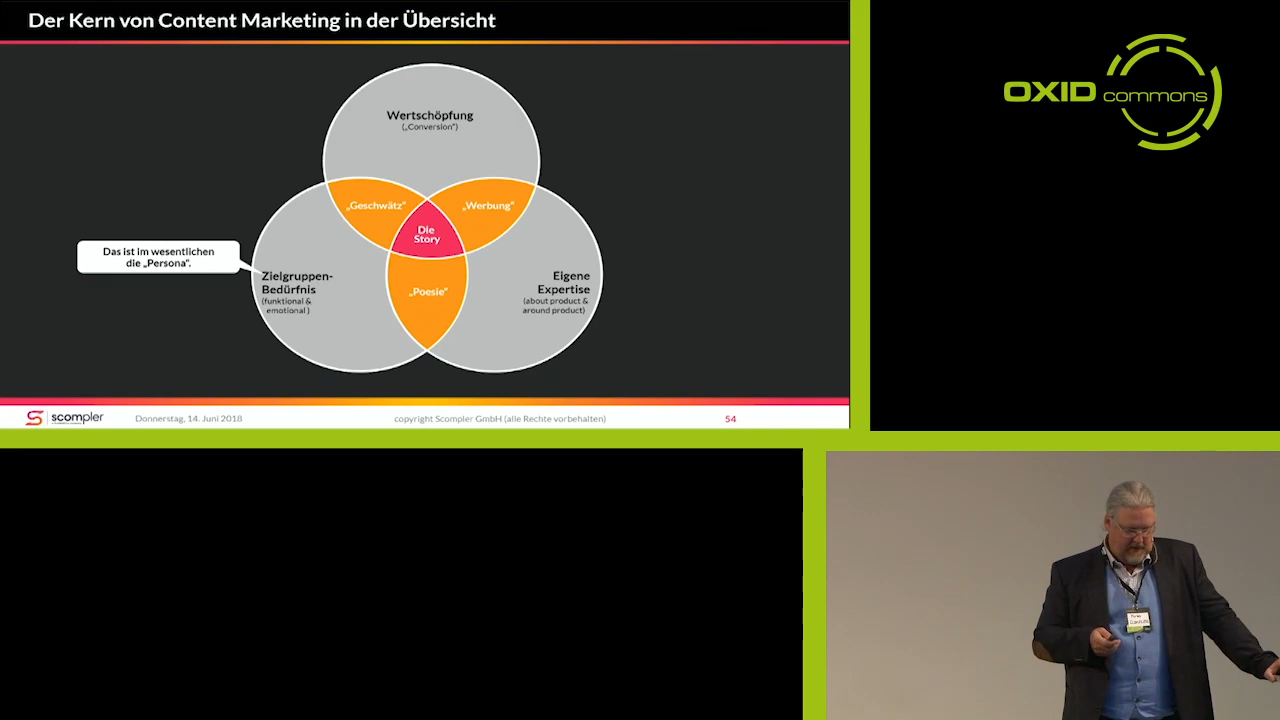 Der Kern von Content Marketing in der Übersicht
OXID commons
Wertschöpfung
(„Conversion“)
„Geschwätz“
„Werbung“
Die
Story
Das ist im wesentlichen
die „Persona“.
Zielgruppen-
Bedürfnis
(funktional &
emotional )
„Poesie“
Eigene
Expertise
(about product &
around product)
scompler
Donnerstag, 14. Juni 2018
copyright Scompler GmbH (alle Rechte vorbehalten)
54